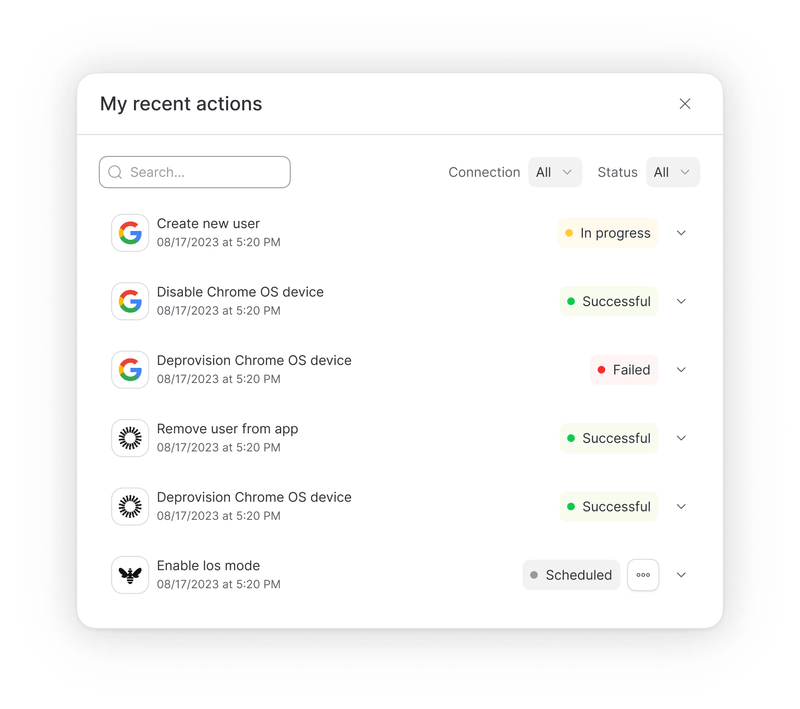 My recent actions
Search...
Connection All Status All
Create new user
08/17/2023 at 5:20 PM
In progress
Disable Chrome OS device
08/17/2023 at 5:20 PM
Successful
Deprovision Chrome OS device
08/17/2023 at 5:20 PM
Failed
Remove user from app
08/17/2023 at 5:20 PM
Successful
Deprovision Chrome OS device
08/17/2023 at 5:20 PM
Successful
Enable los mode
08/17/2023 at 5:20 PM
Scheduled